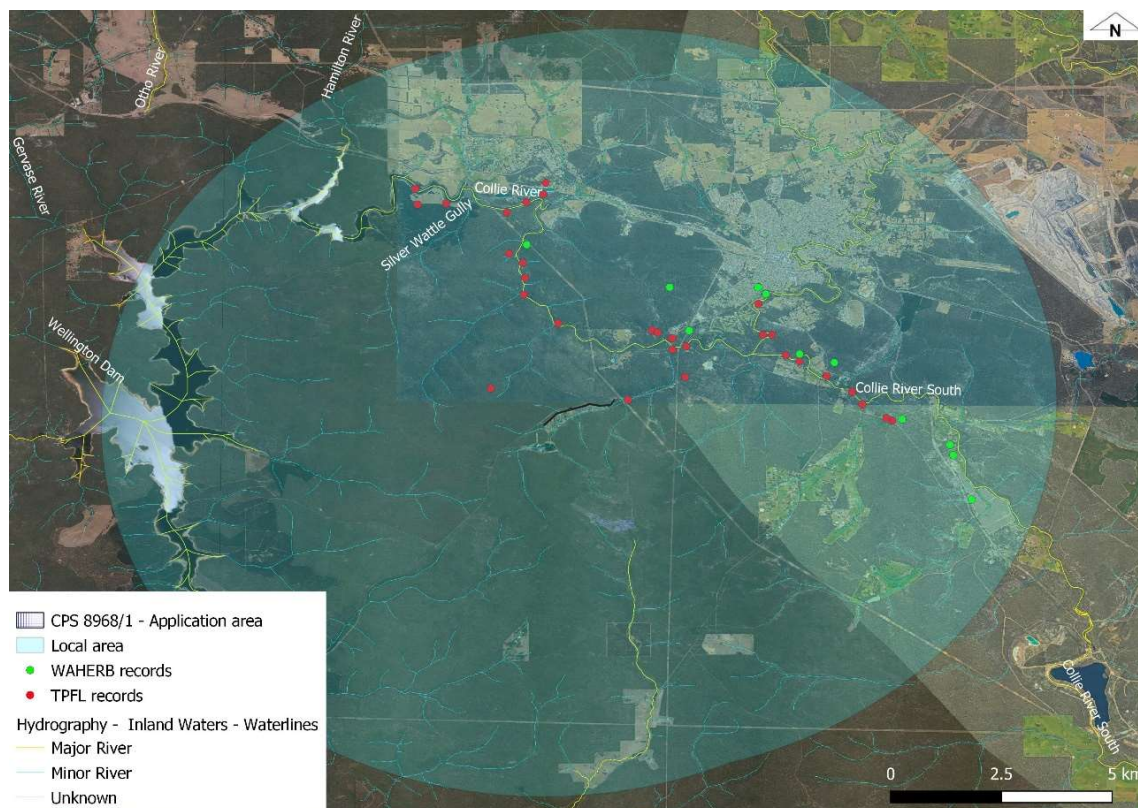 N
Otho River
Hamilton River
Gervase River
Collie River
Silver Wattle Gully
Wellington Dam
Collie River South
Collie River South
CPS 8968/1 - Application area
Local area
WAHERB records
TPFL records
Hydrography - Inland Waters - Waterlines
Major River
Minor River
Unknown
0 2.5 5 km